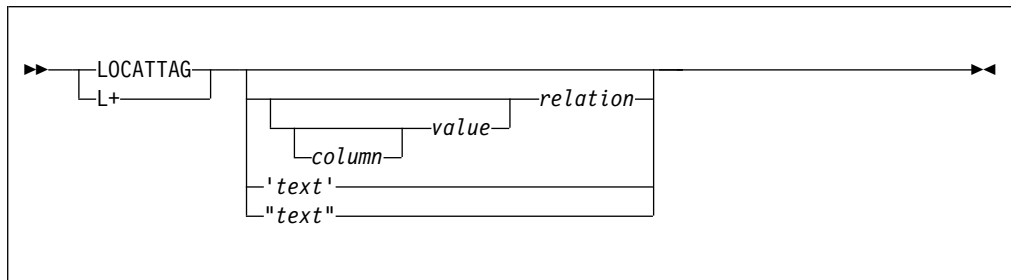 ►► LOCATTAG ►◄
L+ relation
value
column
'text'
"text"